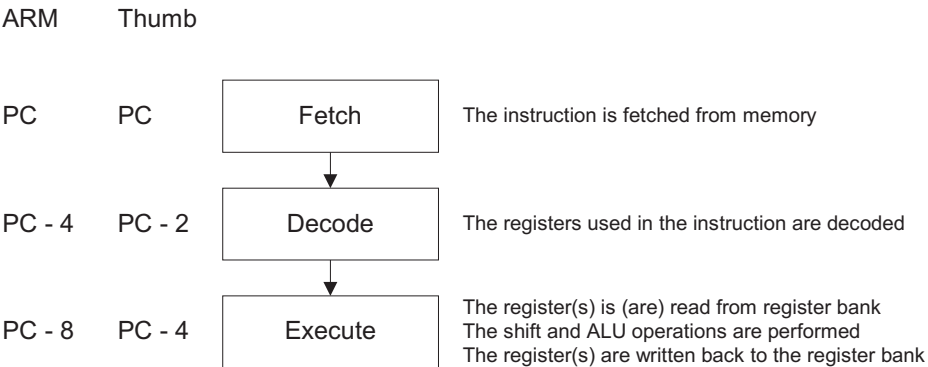 ARM Thumb
PC PC Fetch The instruction is fetched from memory
PC - 4 PC - 2 Decode The registers used in the instruction are decoded
PC - 8 PC - 4 Execute The register(s) is (are) read from register bank
The shift and ALU operations are performed
The register(s) are written back to the register bank